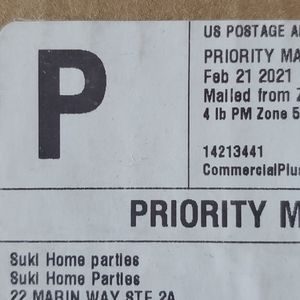 P
US POSTAGE
PRIORITY MA
Feb 21 2021
Mailed from
4 lb PM Zone 5
14213441
CommercialPlus
PRIORITY M
Suki Home parties
Suki Home Parties
22 MARIN WAY STE 2A